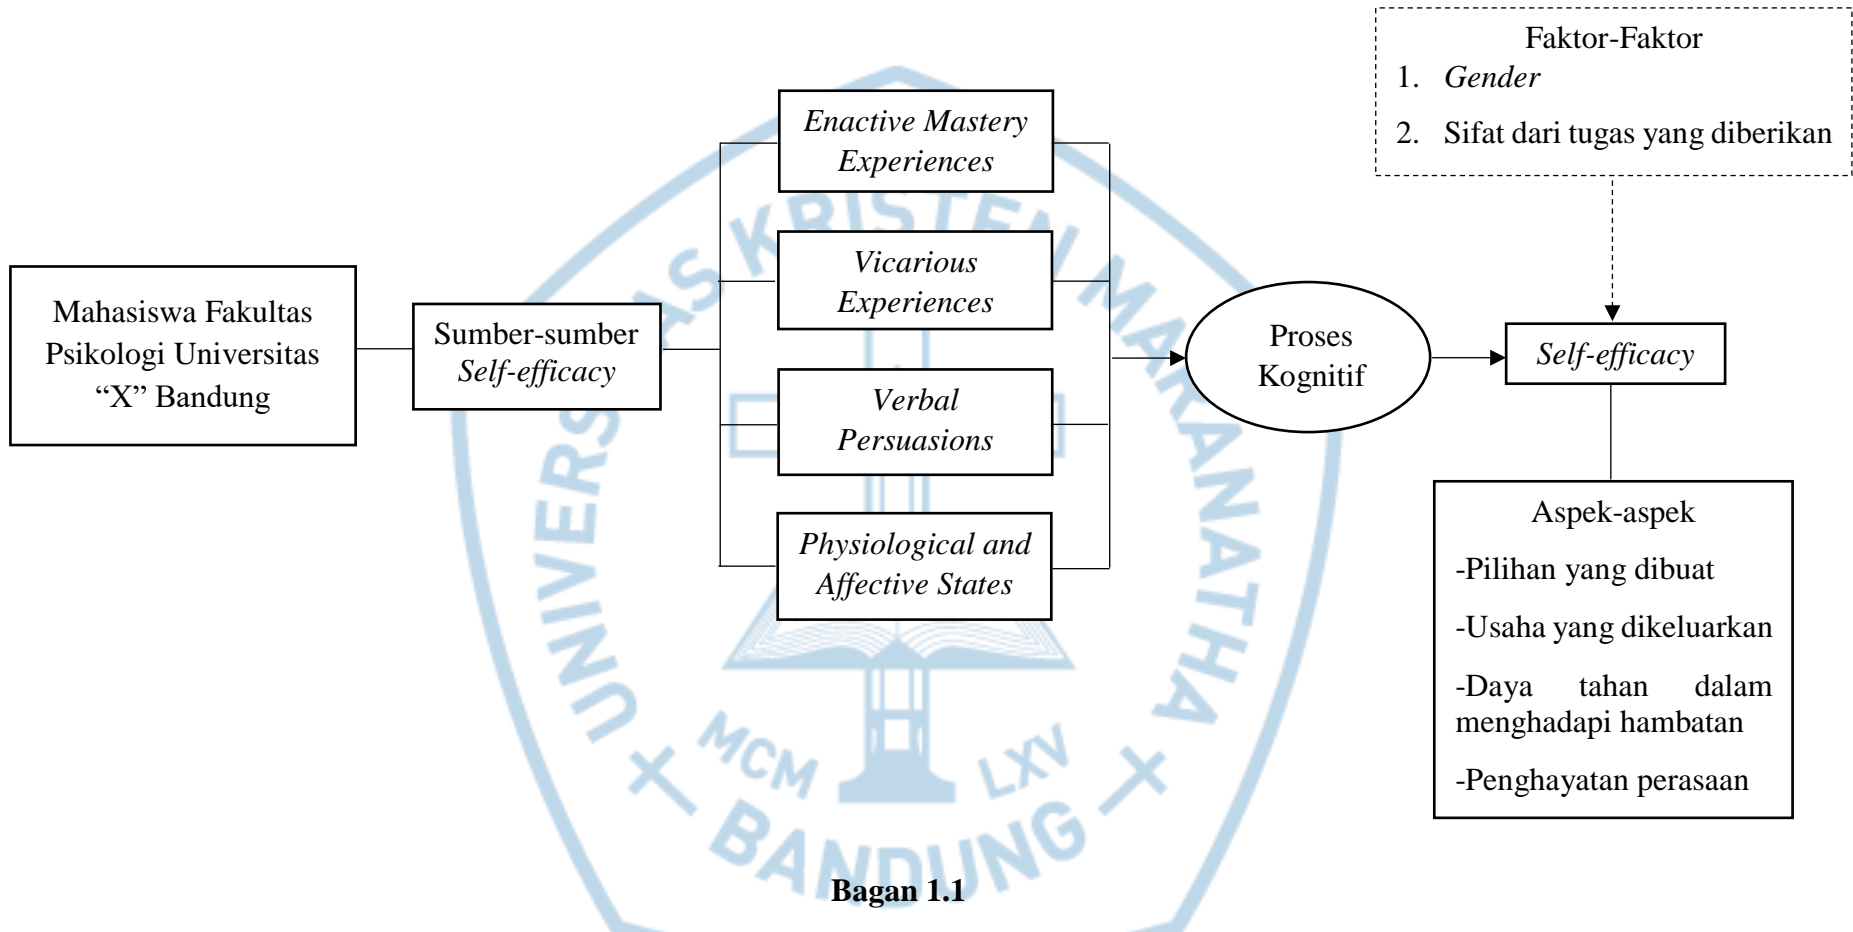 Faktor-Faktor
1. Gender
2. Sifat dari tugas yang diberikan
Enactive Mastery
Experiences
Vicarious
Experiences
Verbal
Persuasions
Physiological and
Affective States
Mahasiswa Fakultas
Psikologi Universitas
“X” Bandung
Sumber-sumber
Self-efficacy
Proses
Kognitif
Self-efficacy
Aspek-aspek
-Pilihan yang dibuat
-Usaha yang dikeluarkan
-Daya tahan dalam
menghadapi hambatan
-Penghayatan perasaan
UNIVERSITAS KRISTEN MARANATHA
MCM LXV
BANDUNG
Bagan 1.1